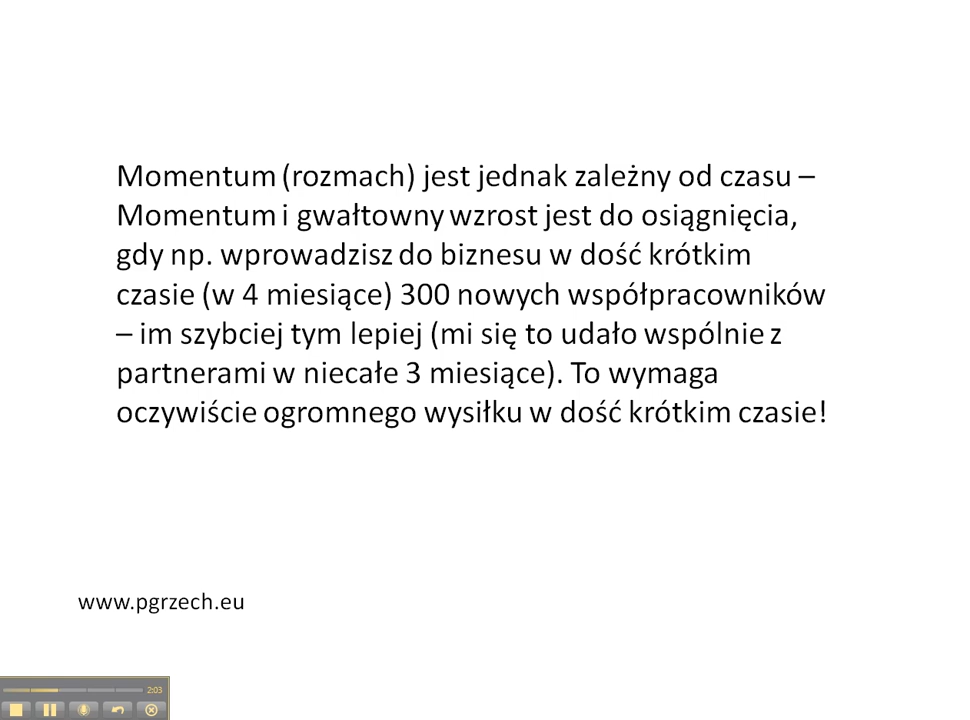 Momentum (rozmach) jest jednak zależny od czasu –
Momentum i gwałtowny wzrost jest do osiągnięcia,
gdy np. wprowadzisz do biznesu w dość krótkim
czasie (w 4 miesiące) 300 nowych współpracowników
– im szybciej tym lepiej (mi się to udało wspólnie z
partnerami w niecałe 3 miesiące). To wymaga
oczywiście ogromnego wysiłku w dość krótkim czasie!
www.pgrzech.eu
2:03